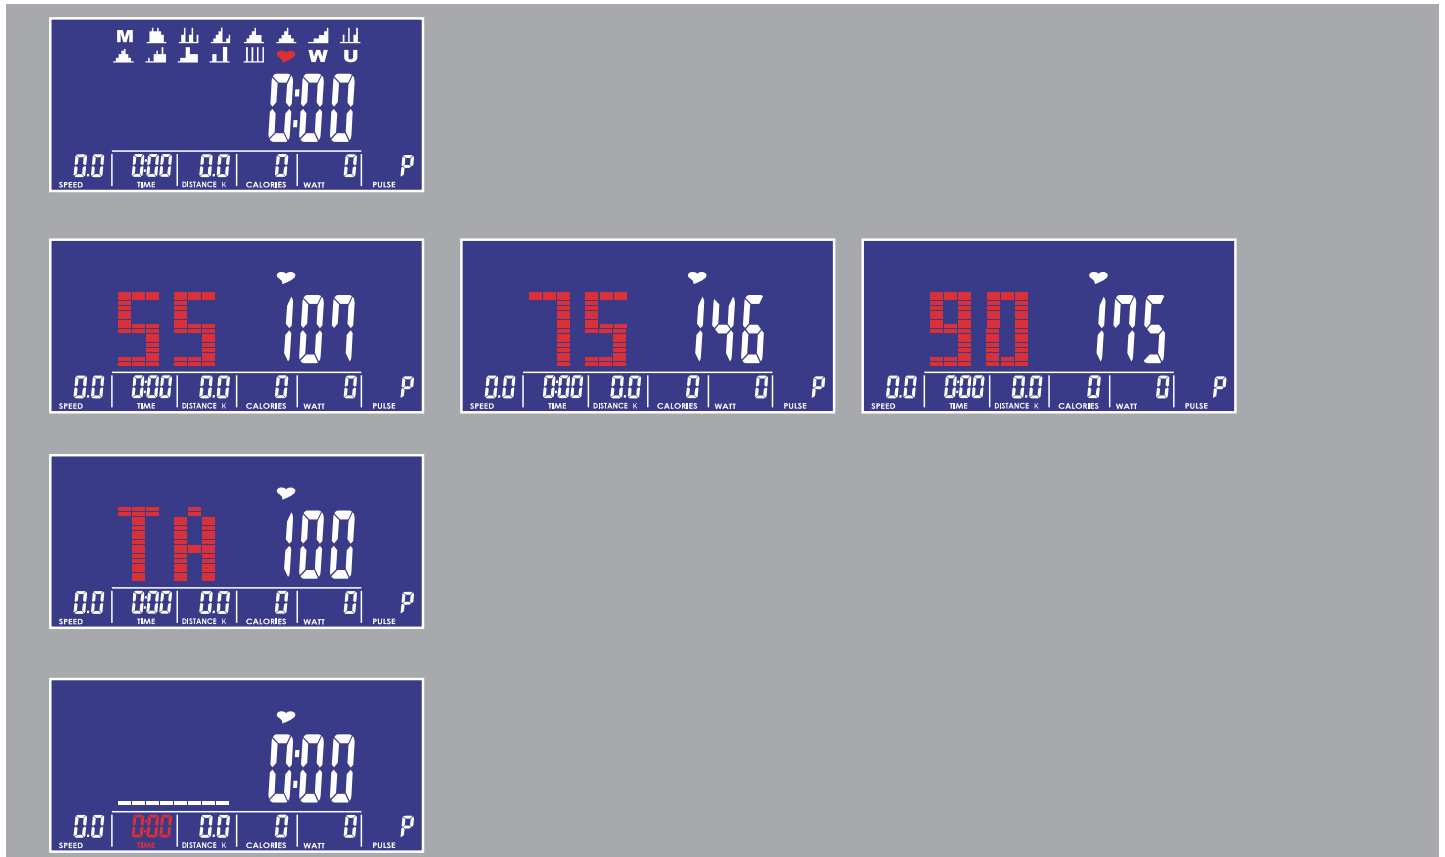 M
W U
0:00
0.0 0:00 0.0 0 0 P
SPEED TIME DISTANCE K CALORIES WATT PULSE
55 107
0.0 0:00 0.0 0 0 P
SPEED TIME DISTANCE K CALORIES WATT PULSE
75 146
0.0 0:00 0.0 0 0 P
SPEED TIME DISTANCE K CALORIES WATT PULSE
90 175
0.0 0:00 0.0 0 0 P
SPEED TIME DISTANCE K CALORIES WATT PULSE
TA 100
0.0 0:00 0.0 0 0 P
SPEED TIME DISTANCE K CALORIES WATT PULSE
0:00
0.0 0:00 0.0 0 0 P
SPEED TIME DISTANCE K CALORIES WATT PULSE